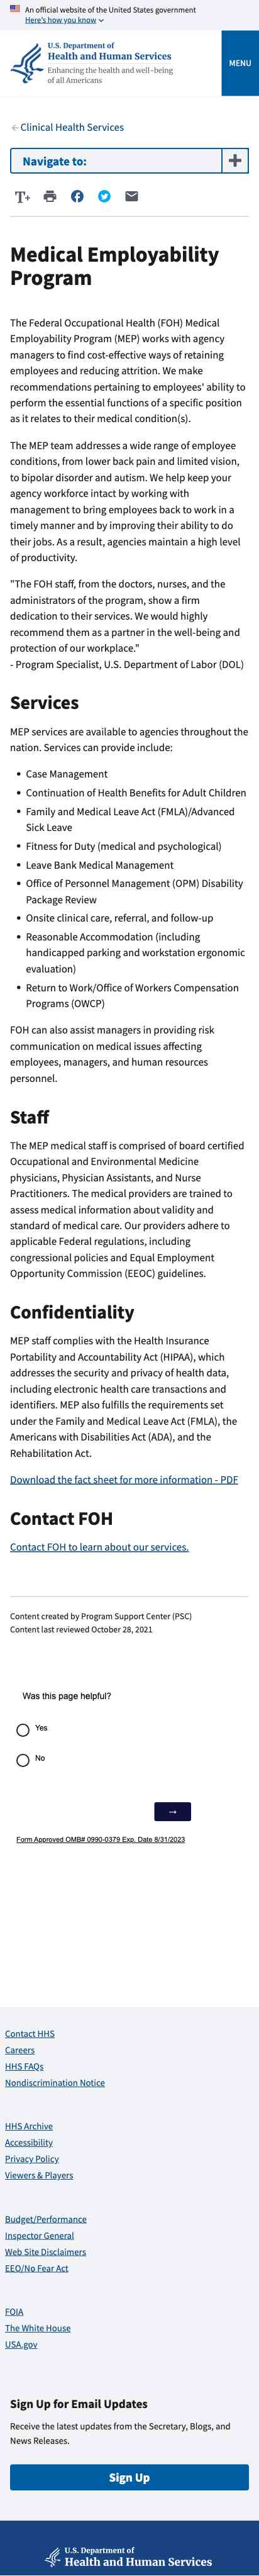 An official website of the United States government
Here's how you know
U.S. Department of
Health and Human Services
Enhancing the health and well-being
of all Americans
MENU
Clinical Health Services
Navigate to:
T+
Medical Employability
Program
The Federal Occupational Health (FOH) Medical
Employability Program (MEP) works with agency
managers to find cost-effective ways of retaining
employees and reducing attrition. We make
recommendations pertaining to employees' ability to
perform the essential functions of a specific position
as it relates to their medical condition(s).
The MEP team addresses a wide range of employee
conditions, from lower back pain and limited vision,
to bipolar disorder and autism. We help keep your
agency workforce intact by working with
management to bring employees back to work in a
timely manner and by improving their ability to do
their jobs. As a result, agencies maintain a high level
of productivity.
"The FOH staff, from the doctors, nurses, and the
administrators of the program, show a firm
dedication to their services. We would highly
recommend them as a partner in the well-being and
protection of our workplace."
- Program Specialist, U.S. Department of Labor (DOL)
Services
MEP services are available to agencies throughout the
nation. Services can provide include:
• Case Management
• Continuation of Health Benefits for Adult Children
• Family and Medical Leave Act (FMLA)/Advanced
Sick Leave
• Fitness for Duty (medical and psychological)
• Leave Bank Medical Management
• Office of Personnel Management (OPM) Disability
Package Review
• Onsite clinical care, referral, and follow-up
• Reasonable Accommodation (including
handicapped parking and workstation ergonomic
evaluation)
• Return to Work/Office of Workers Compensation
Programs (OWCP)
FOH can also assist managers in providing risk
communication on medical issues affecting
employees, managers, and human resources
personnel.
Staff
The MEP medical staff is comprised of board certified
Occupational and Environmental Medicine
physicians, Physician Assistants, and Nurse
Practitioners. The medical providers are trained to
assess medical information about validity and
standard of medical care. Our providers adhere to
applicable Federal regulations, including
congressional policies and Equal Employment
Opportunity Commission (EEOC) guidelines.
Confidentiality
MEP staff complies with the Health Insurance
Portability and Accountability Act (HIPAA), which
addresses the security and privacy of health data,
including electronic health care transactions and
identifiers. MEP also fulfills the requirements set
under the Family and Medical Leave Act (FMLA), the
Americans with Disabilities Act (ADA), and the
Rehabilitation Act.
Download the fact sheet for more information - PDF
Contact FOH
Contact FOH to learn about our services.
Content created by Program Support Center (PSC)
Content last reviewed October 28, 2021
Was this page helpful?
Yes
No
→
Form Approved OMB# 0990-0379 Exp. Date 8/31/2023
Contact HHS
Careers
HHS FAQs
Nondiscrimination Notice
HHS Archive
Accessibility
Privacy Policy
Viewers & Players
Budget/Performance
Inspector General
Web Site Disclaimers
EEO/No Fear Act
FOIA
The White House
USA.gov
Sign Up for Email Updates
Receive the latest updates from the Secretary, Blogs, and
News Releases.
Sign Up
U.S. Department of
Health and Human Services